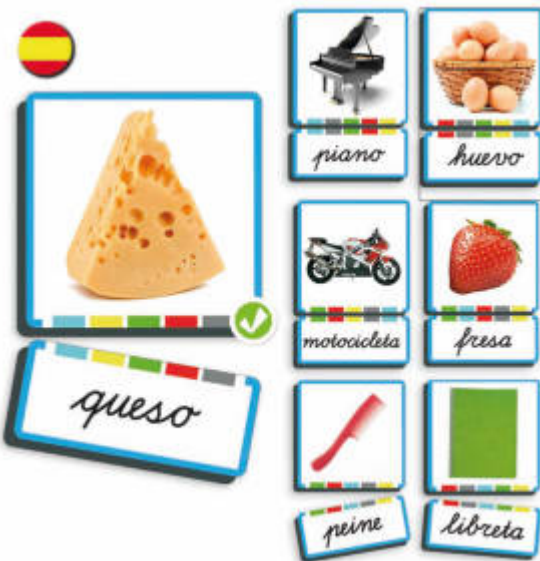 piano
huevo
queso
motocicleta
fresa
peine
libreta